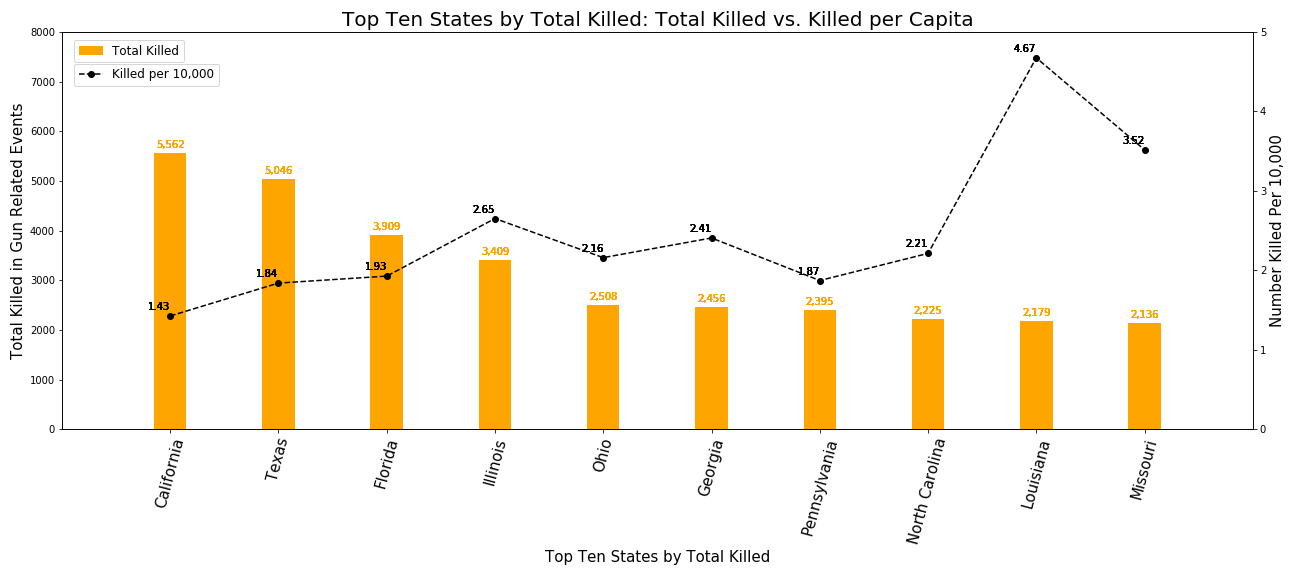 Top Ten States by Total Killed: Total Killed vs. Killed per Capita
Total Killed
Killed per 10,000
Total Killed in Gun Related Events
8000
7000
6000
5000
4000
3000
2000
1000
0
5,562
5,046
3,909
3,409
2,508
2,456
2,395
2,225
2,179
2,136
1.43
1.84
1.93
2.65
2.16
2.41
1.87
2.21
4.67
3.52
5
4
3
2
1
0
Number Killed Per 10,000
California
Texas
Florida
Illinois
Ohio
Georgia
Pennsylvania
North Carolina
Louisiana
Missouri
Top Ten States by Total Killed